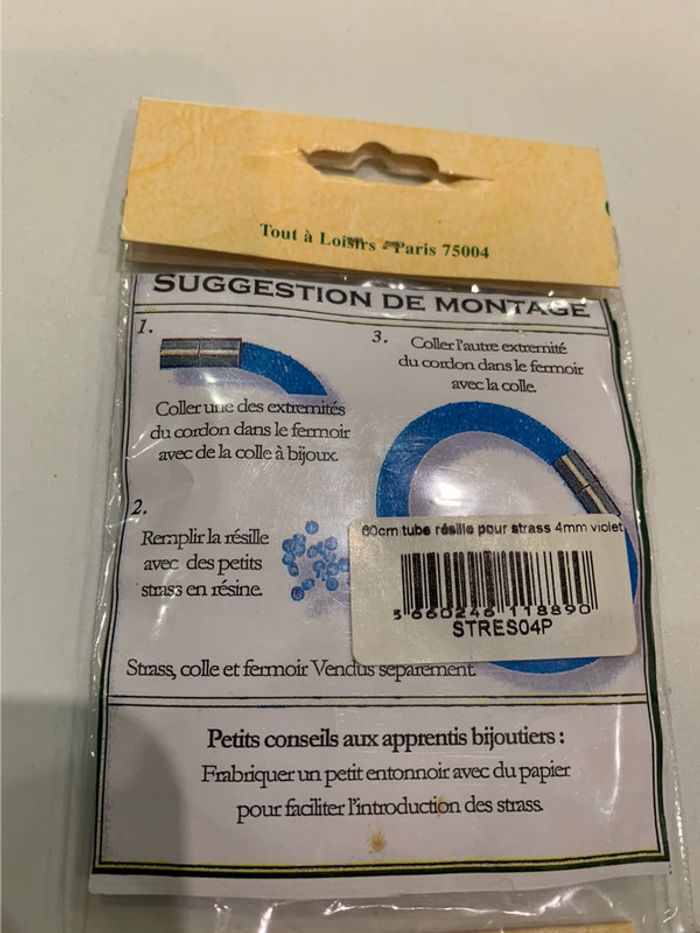 Tout à Loisirs - Paris 75004
SUGGESTION DE MONTAGE
1.
Coller une des extremités
du cordon dans le fermoir
avec de la colle à bijoux.
2.
Remplir la résille
avec des petits
strass en résine.
3.
Coller l'autre extremité
du cordon dans le fermoir
avec la colle.
60cm tube résille pour strass 4mm violet
3 660246 118890
STRES04P
Strass, colle et fermoir Vendus separement.
Petits conseils aux apprentis bijoutiers :
Frabriquer un petit entonnoir avec du papier
pour faciliter l'introduction des strass.